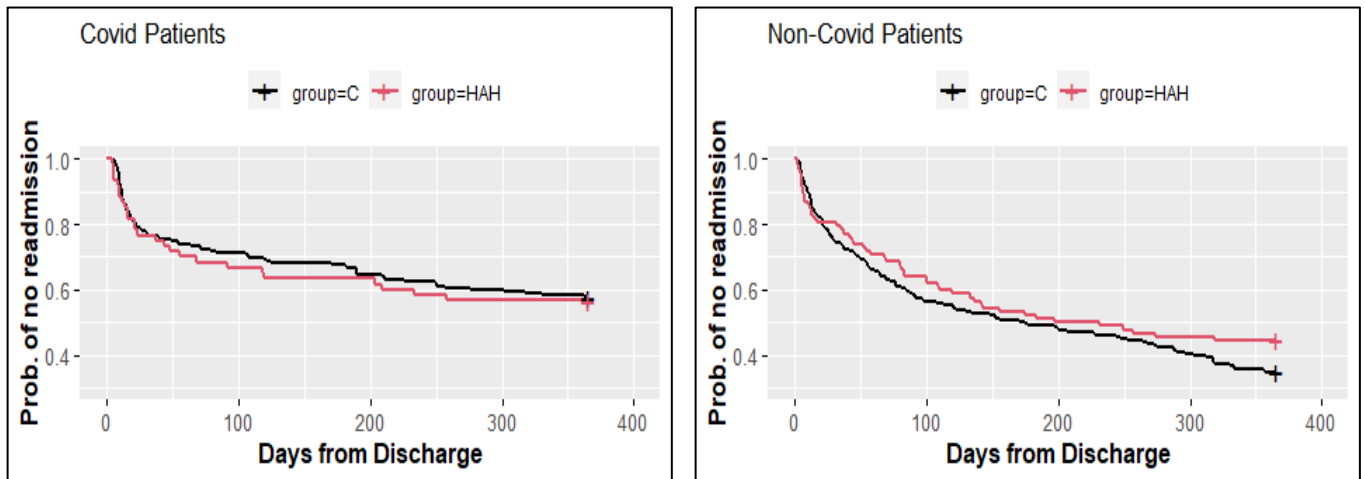 Covid Patients
group=C group=HAH
Prob. of no readmission
1.0
0.8
0.6
0.4
0 100 200 300 400
Days from Discharge
Non-Covid Patients
group=C group=HAH
Prob. of no readmission
1.0
0.8
0.6
0.4
0 100 200 300 400
Days from Discharge